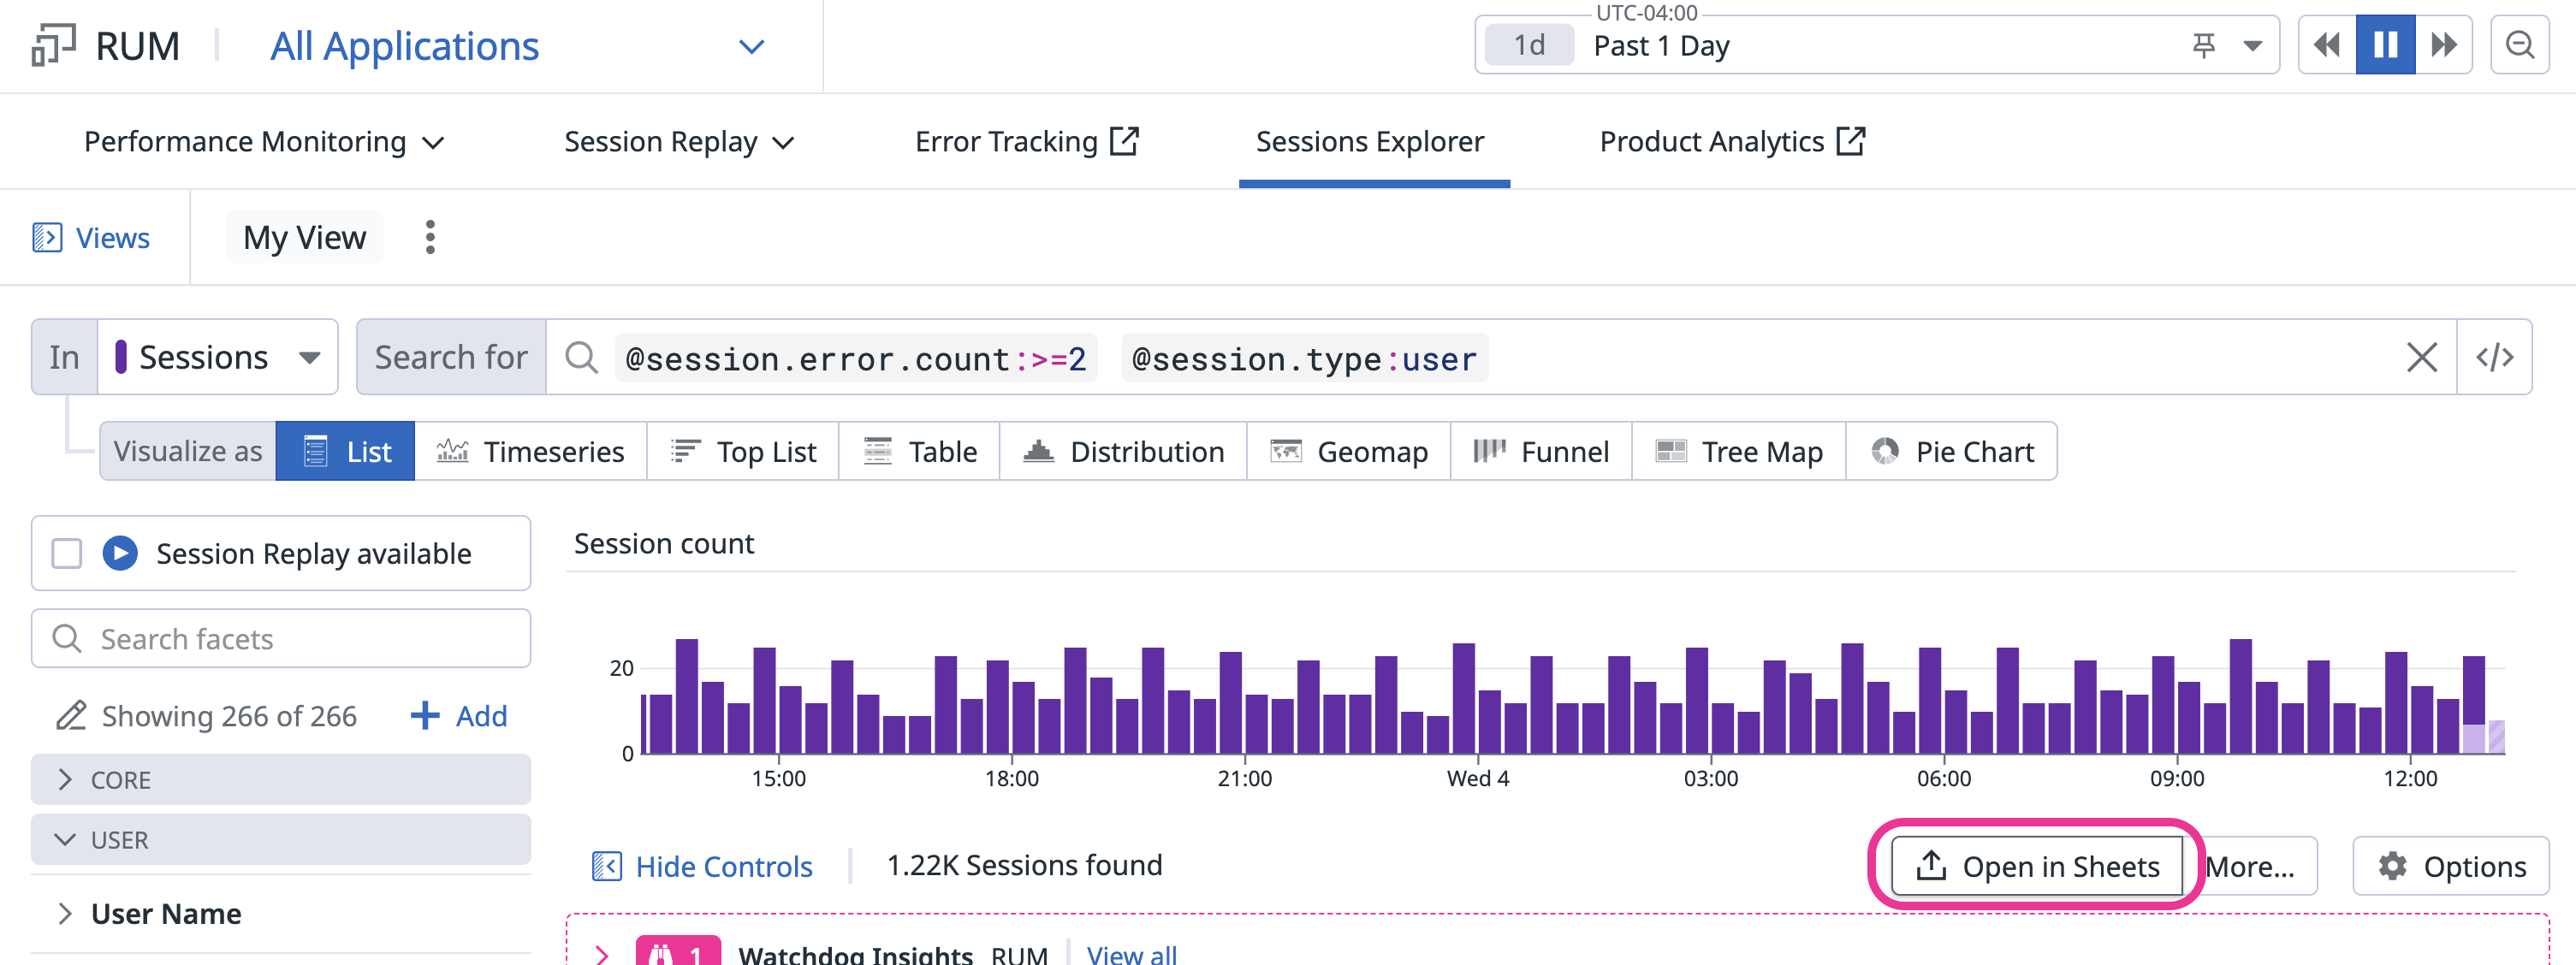 RUM All Applications UTC-04:00
1d Past 1 Day
Performance Monitoring Session Replay Error Tracking Sessions Explorer Product Analytics
Views My View
In Sessions Search for @session.error.count:>=2 @session.type:user </>
Visualize as List Timeseries Top List Table Distribution Geomap Funnel Tree Map Pie Chart
Session Replay available
Search facets
Showing 266 of 266 + Add
CORE
USER
User Name
Session count
20
0
15:00 18:00 21:00 Wed 4 03:00 06:00 09:00 12:00
Hide Controls 1.22K Sessions found Open in Sheets More... Options
1 Watchdog Insights RUM View all